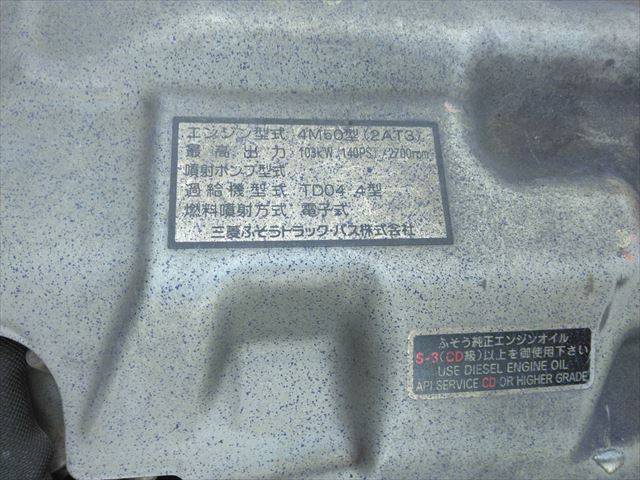 エンジン型式 4M50型(2AT3)
最高出力 103kW(140PS)/2700rpm
噴射ポンプ型式
過給機型式 TD04 4型
燃料噴射方式 電子式
三菱ふそうトラック・バス株式会社
ふそう純正エンジンオイル
S-3(CD級)以上を御使用下さい
USE DIESEL ENGINE OIL
API SERVICE CD OR HIGHER GRADE